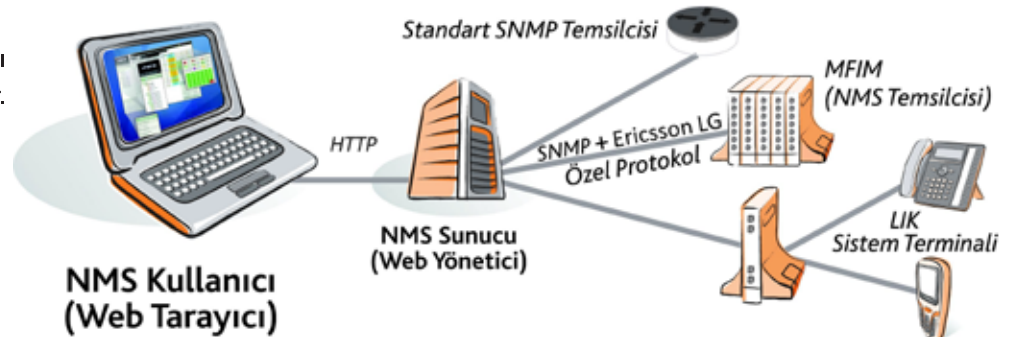 Standart SNMP Temsilcisi
MFIM
(NMS Temsilcisi)
HTTP
SNMP + Ericsson LG
Özel Protokol
NMS Sunucu
(Web Yönetici)
LIK
Sistem Terminali
NMS Kullanıcı
(Web Tarayıcı)